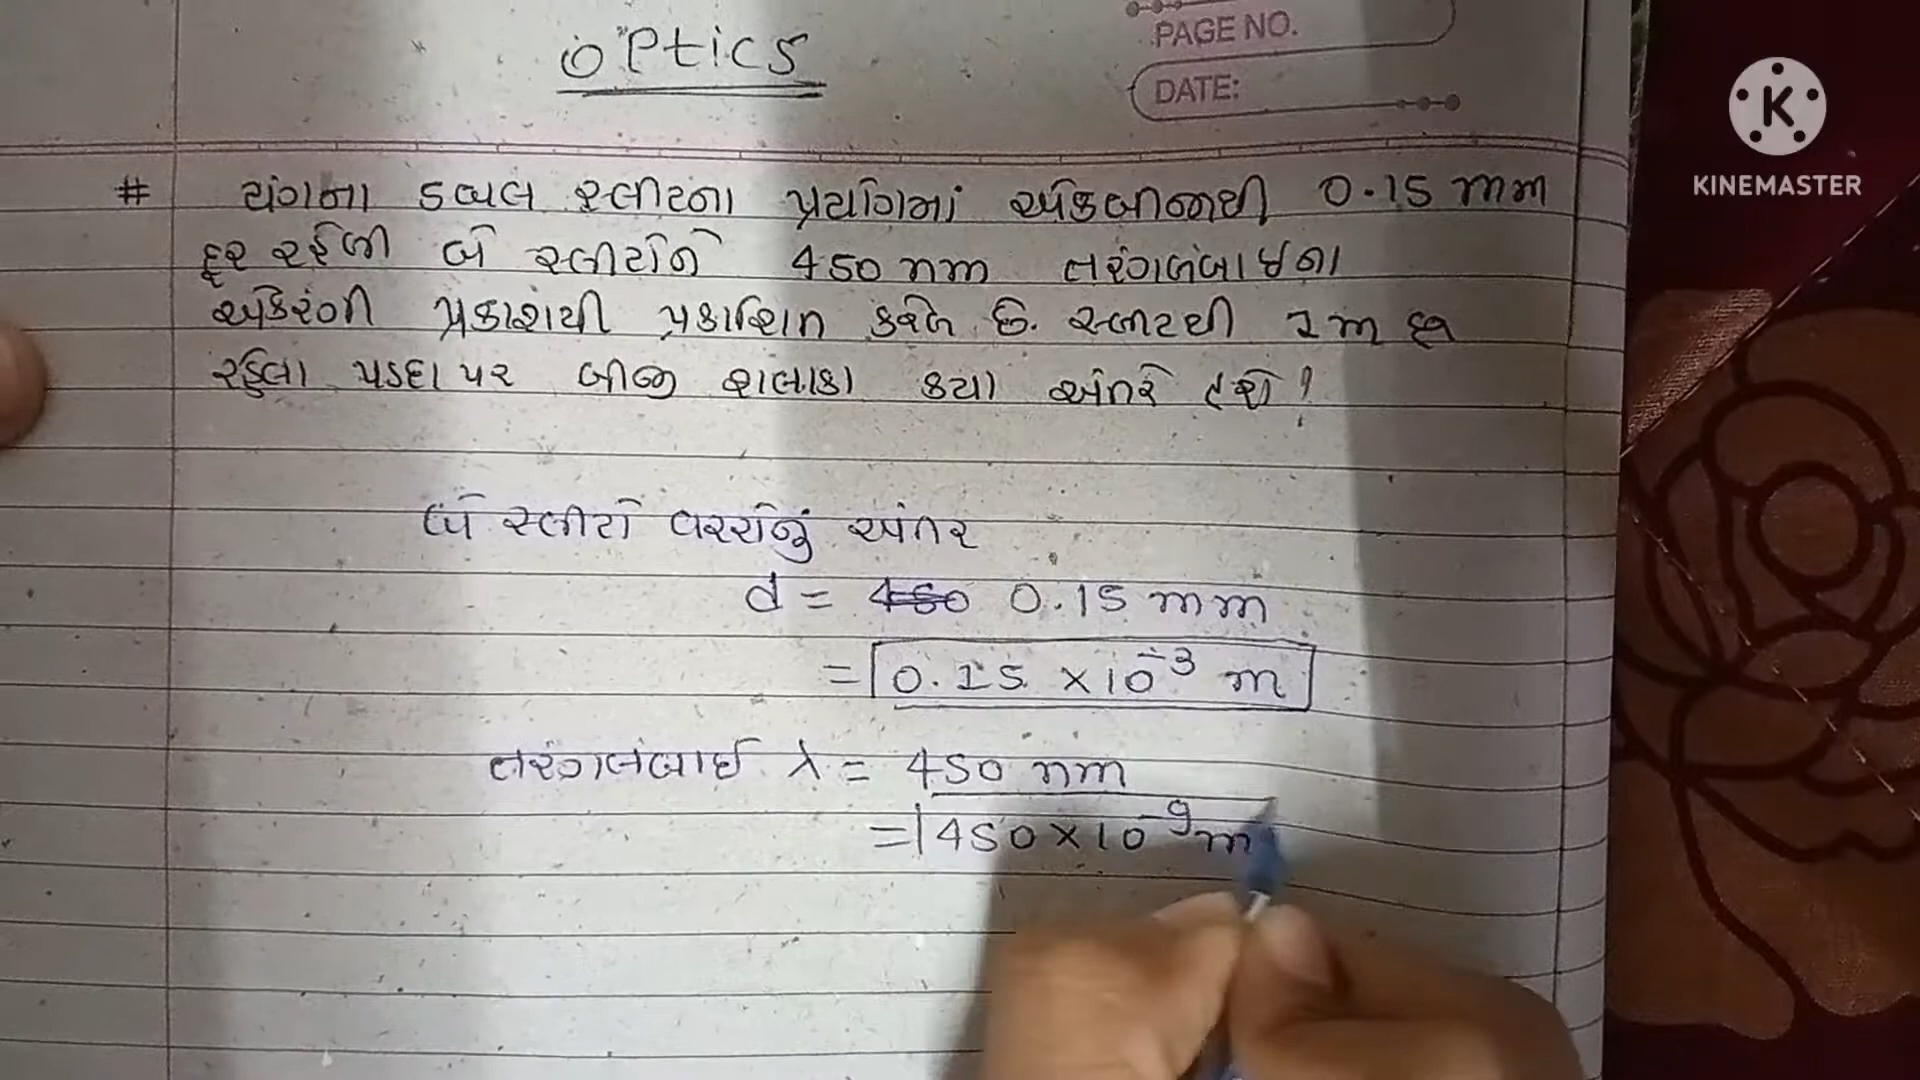 optics
PAGE NO.
DATE:
K
KINEMASTER
# યંગના ડબલ સ્લીટના પ્રયોગમાં એકબીજાથી 0.15 mm
દૂર રહેલી બે સ્લીટોને 450 nm તરંગલંબાઇના
એકરંગી પ્રકાશથી પ્રકાશિત કરેલ છે. સ્લીટથી 1 m દૂર
રહેલા પડદા પર બીજી શલાકા કયા અંતરે હશે ?
બે સ્લીટો વચ્ચેનું અંતર
d = 450 0.15 mm
= 0.15 × 10⁻³ m
તરંગલંબાઈ λ = 450 nm
= 450 × 10⁻⁹ m